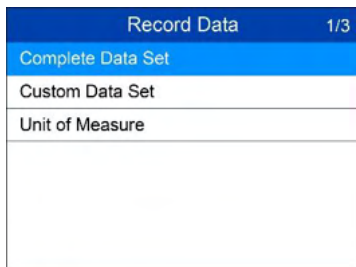 Record Data 1/3
Complete Data Set
Custom Data Set
Unit of Measure